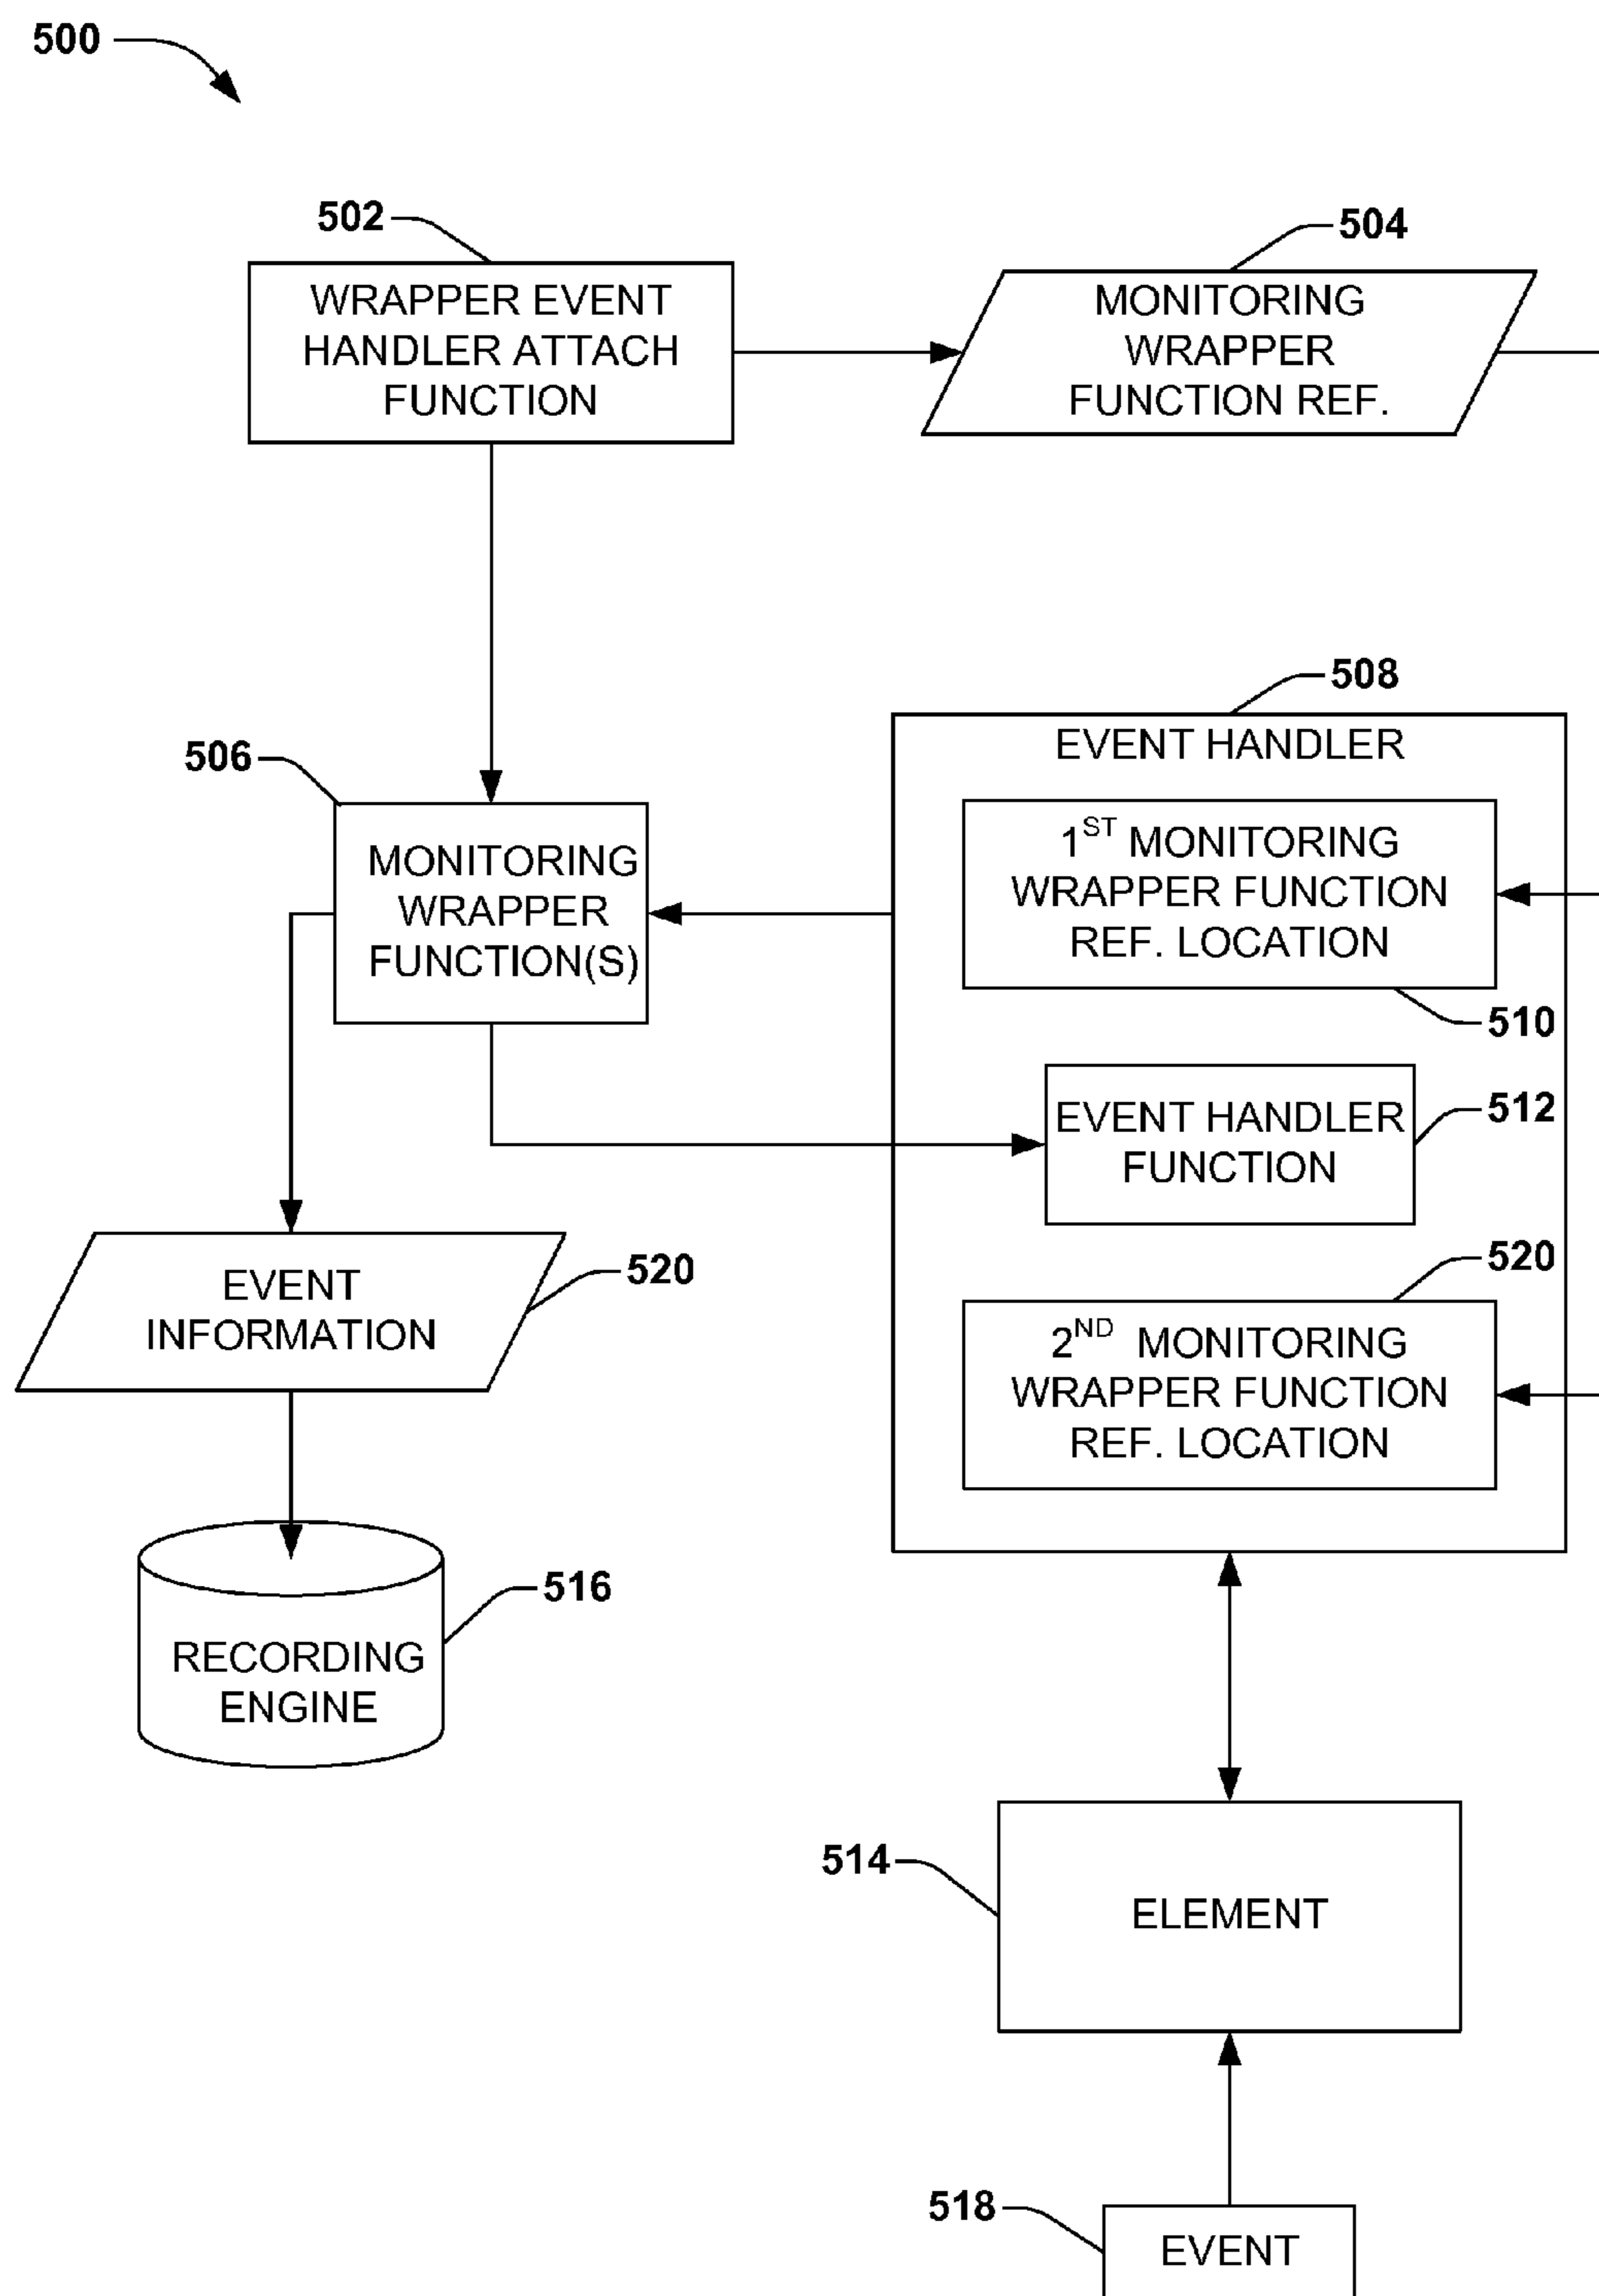 500
502
WRAPPER EVENT
HANDLER ATTACH
FUNCTION
504
MONITORING
WRAPPER
FUNCTION REF.
506
MONITORING
WRAPPER
FUNCTION(S)
508
EVENT HANDLER
1ST MONITORING
WRAPPER FUNCTION
REF. LOCATION
510
EVENT HANDLER
FUNCTION
512
520
2ND MONITORING
WRAPPER FUNCTION
REF. LOCATION
EVENT
INFORMATION
520
RECORDING
ENGINE
516
514
ELEMENT
518
EVENT